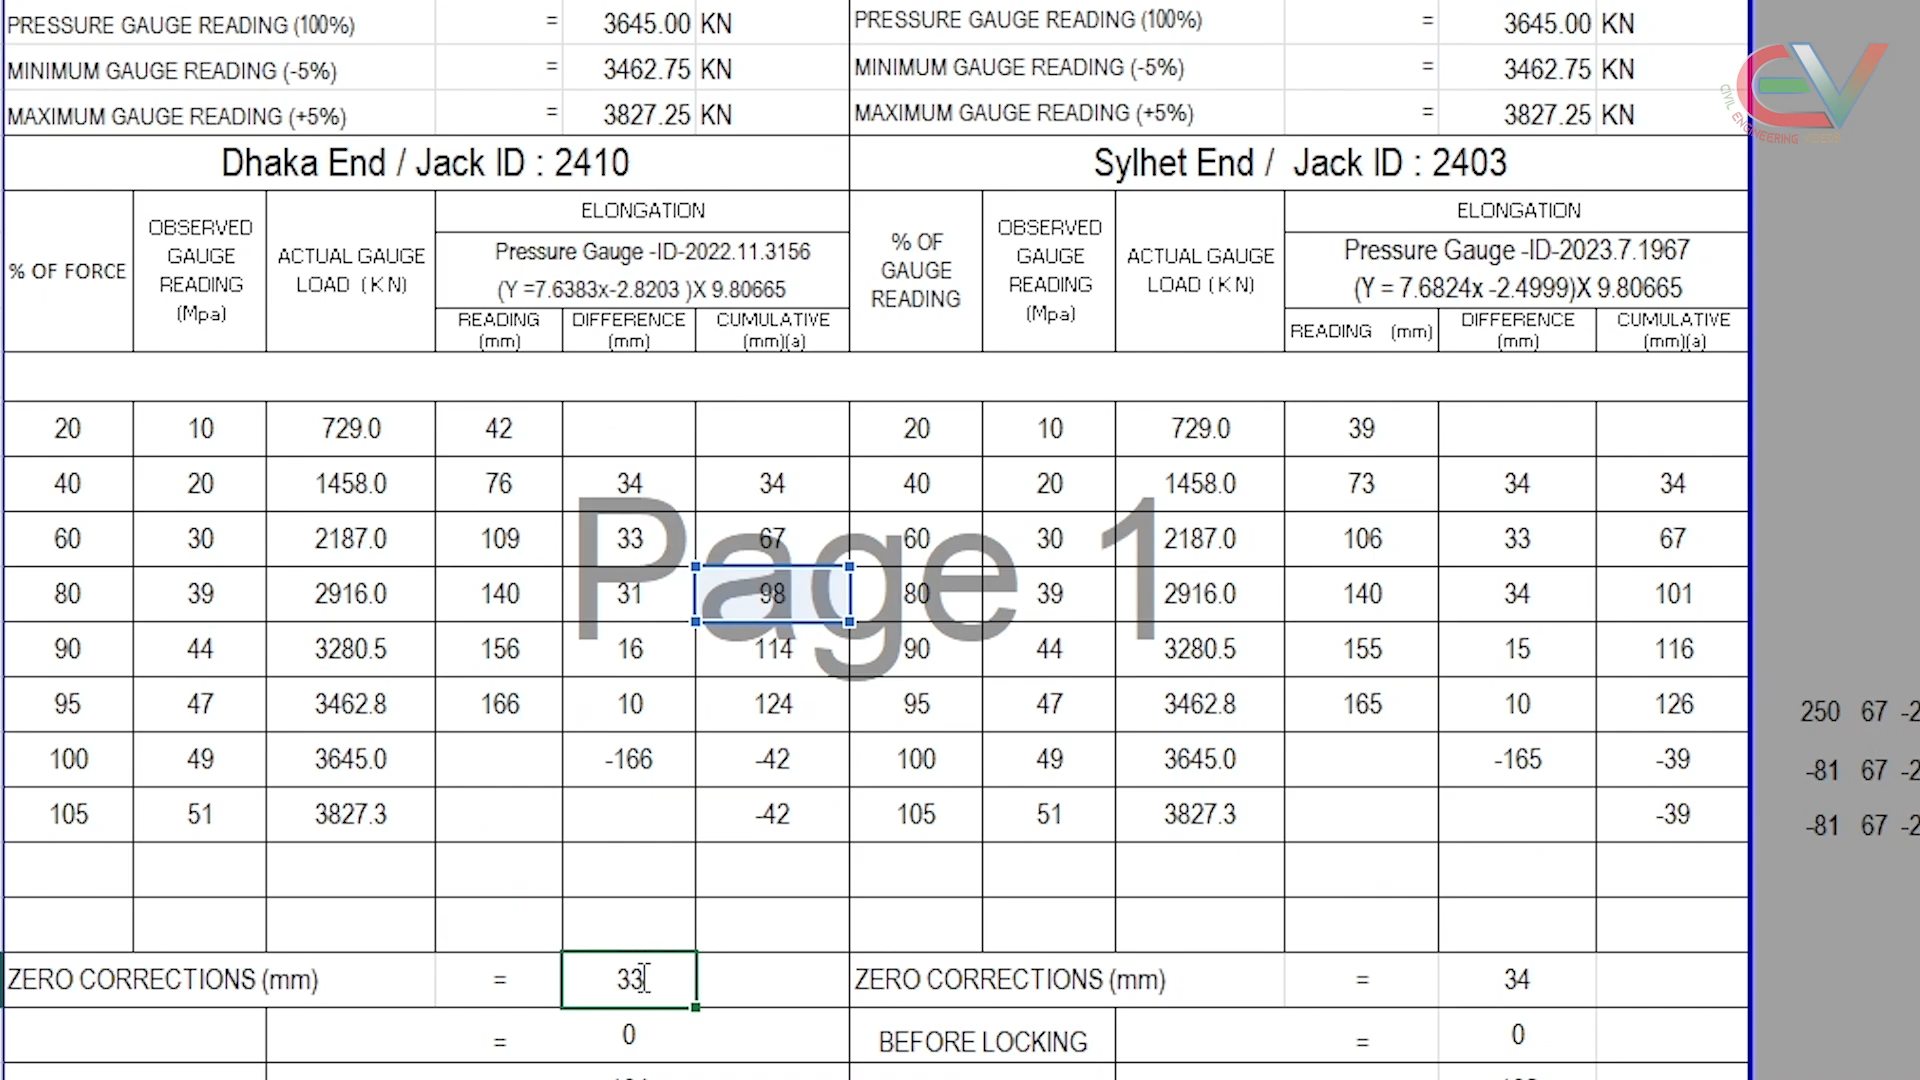 PRESSURE GAUGE READING (100%) = 3645.00 KN PRESSURE GAUGE READING (100%) = 3645.00 KN
MINIMUM GAUGE READING (-5%) = 3462.75 KN MINIMUM GAUGE READING (-5%) = 3462.75 KN
MAXIMUM GAUGE READING (+5%) = 3827.25 KN MAXIMUM GAUGE READING (+5%) = 3827.25 KN
EV
CIVIL ENGINEERING
Dhaka End / Jack ID : 2410 Sylhet End / Jack ID : 2403
% OF FORCE
OBSERVED
GAUGE
READING
(Mpa)
ACTUAL GAUGE
LOAD (KN)
ELONGATION
Pressure Gauge -ID-2022.11.3156
(Y =7.6383x-2.8203 )X 9.80665
READING
(mm)
DIFFERENCE
(mm)
CUMULATIVE
(mm)(a)
% OF
GAUGE
READING
OBSERVED
GAUGE
READING
(Mpa)
ACTUAL GAUGE
LOAD (KN)
ELONGATION
Pressure Gauge -ID-2023.7.1967
(Y = 7.6824x -2.4999)X 9.80665
READING (mm)
DIFFERENCE
(mm)
CUMULATIVE
(mm)(a)
20 10 729.0 42 20 10 729.0 39
40 20 1458.0 76 34 34 40 20 1458.0 73 34 34
60 30 2187.0 109 33 67 60 30 2187.0 106 33 67
Page 1
80 39 2916.0 140 31 98 80 39 2916.0 140 34 101
90 44 3280.5 156 16 114 90 44 3280.5 155 15 116
95 47 3462.8 166 10 124 95 47 3462.8 165 10 126 250 67 -2
100 49 3645.0 -166 -42 100 49 3645.0 -165 -39 -81 67 -2
105 51 3827.3 -42 105 51 3827.3 -39 -81 67 -2
ZERO CORRECTIONS (mm) = 33 ZERO CORRECTIONS (mm) = 34
= 0 BEFORE LOCKING = 0